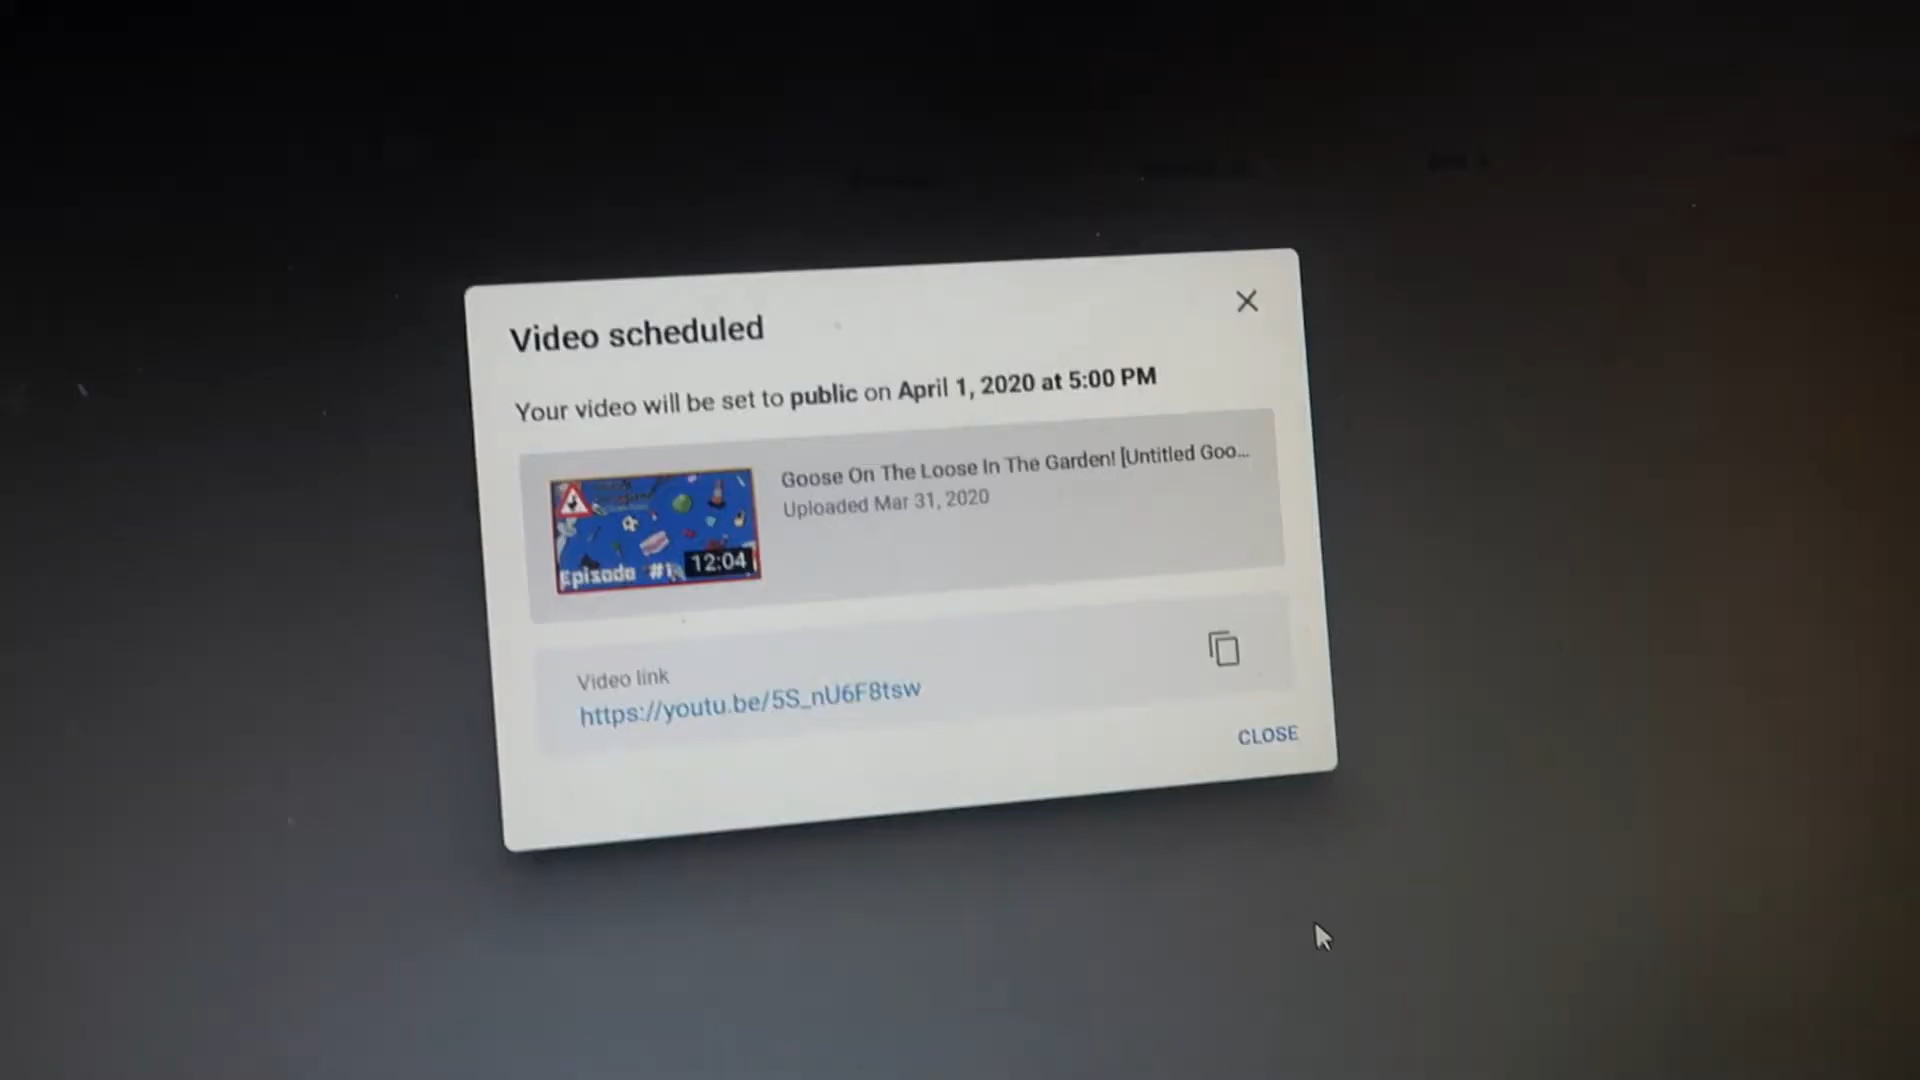 Video scheduled
Your video will be set to public on April 1, 2020 at 5:00 PM
Goose On The Loose In The Garden! [Untitled Goo...
Uploaded Mar 31, 2020
Episode #1
12:04
Video link
https://youtu.be/5S_nU6F8tsw
CLOSE